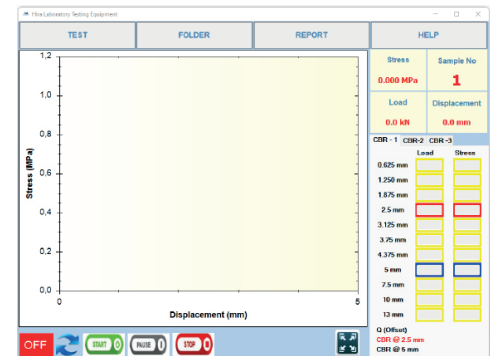 Hira Laboratory Testing Equipment
TEST FOLDER REPORT HELP
Stress Sample No
0.000 MPa 1
Load Displacement
0.0 kN 0.0 mm
CBR - 1 CBR-2 CBR-3
Load Stress
0.625 mm
1.250 mm
1.875 mm
2.5 mm
3.125 mm
3.75 mm
4.375 mm
5 mm
7.5 mm
10 mm
13 mm
Q (Offset)
CBR @ 2.5 mm
CBR @ 5 mm
Stress (MPa)
1,2
1,0
0,8
0,6
0,4
0,2
0,0
0 5
Displacement (mm)
OFF START PAUSE STOP